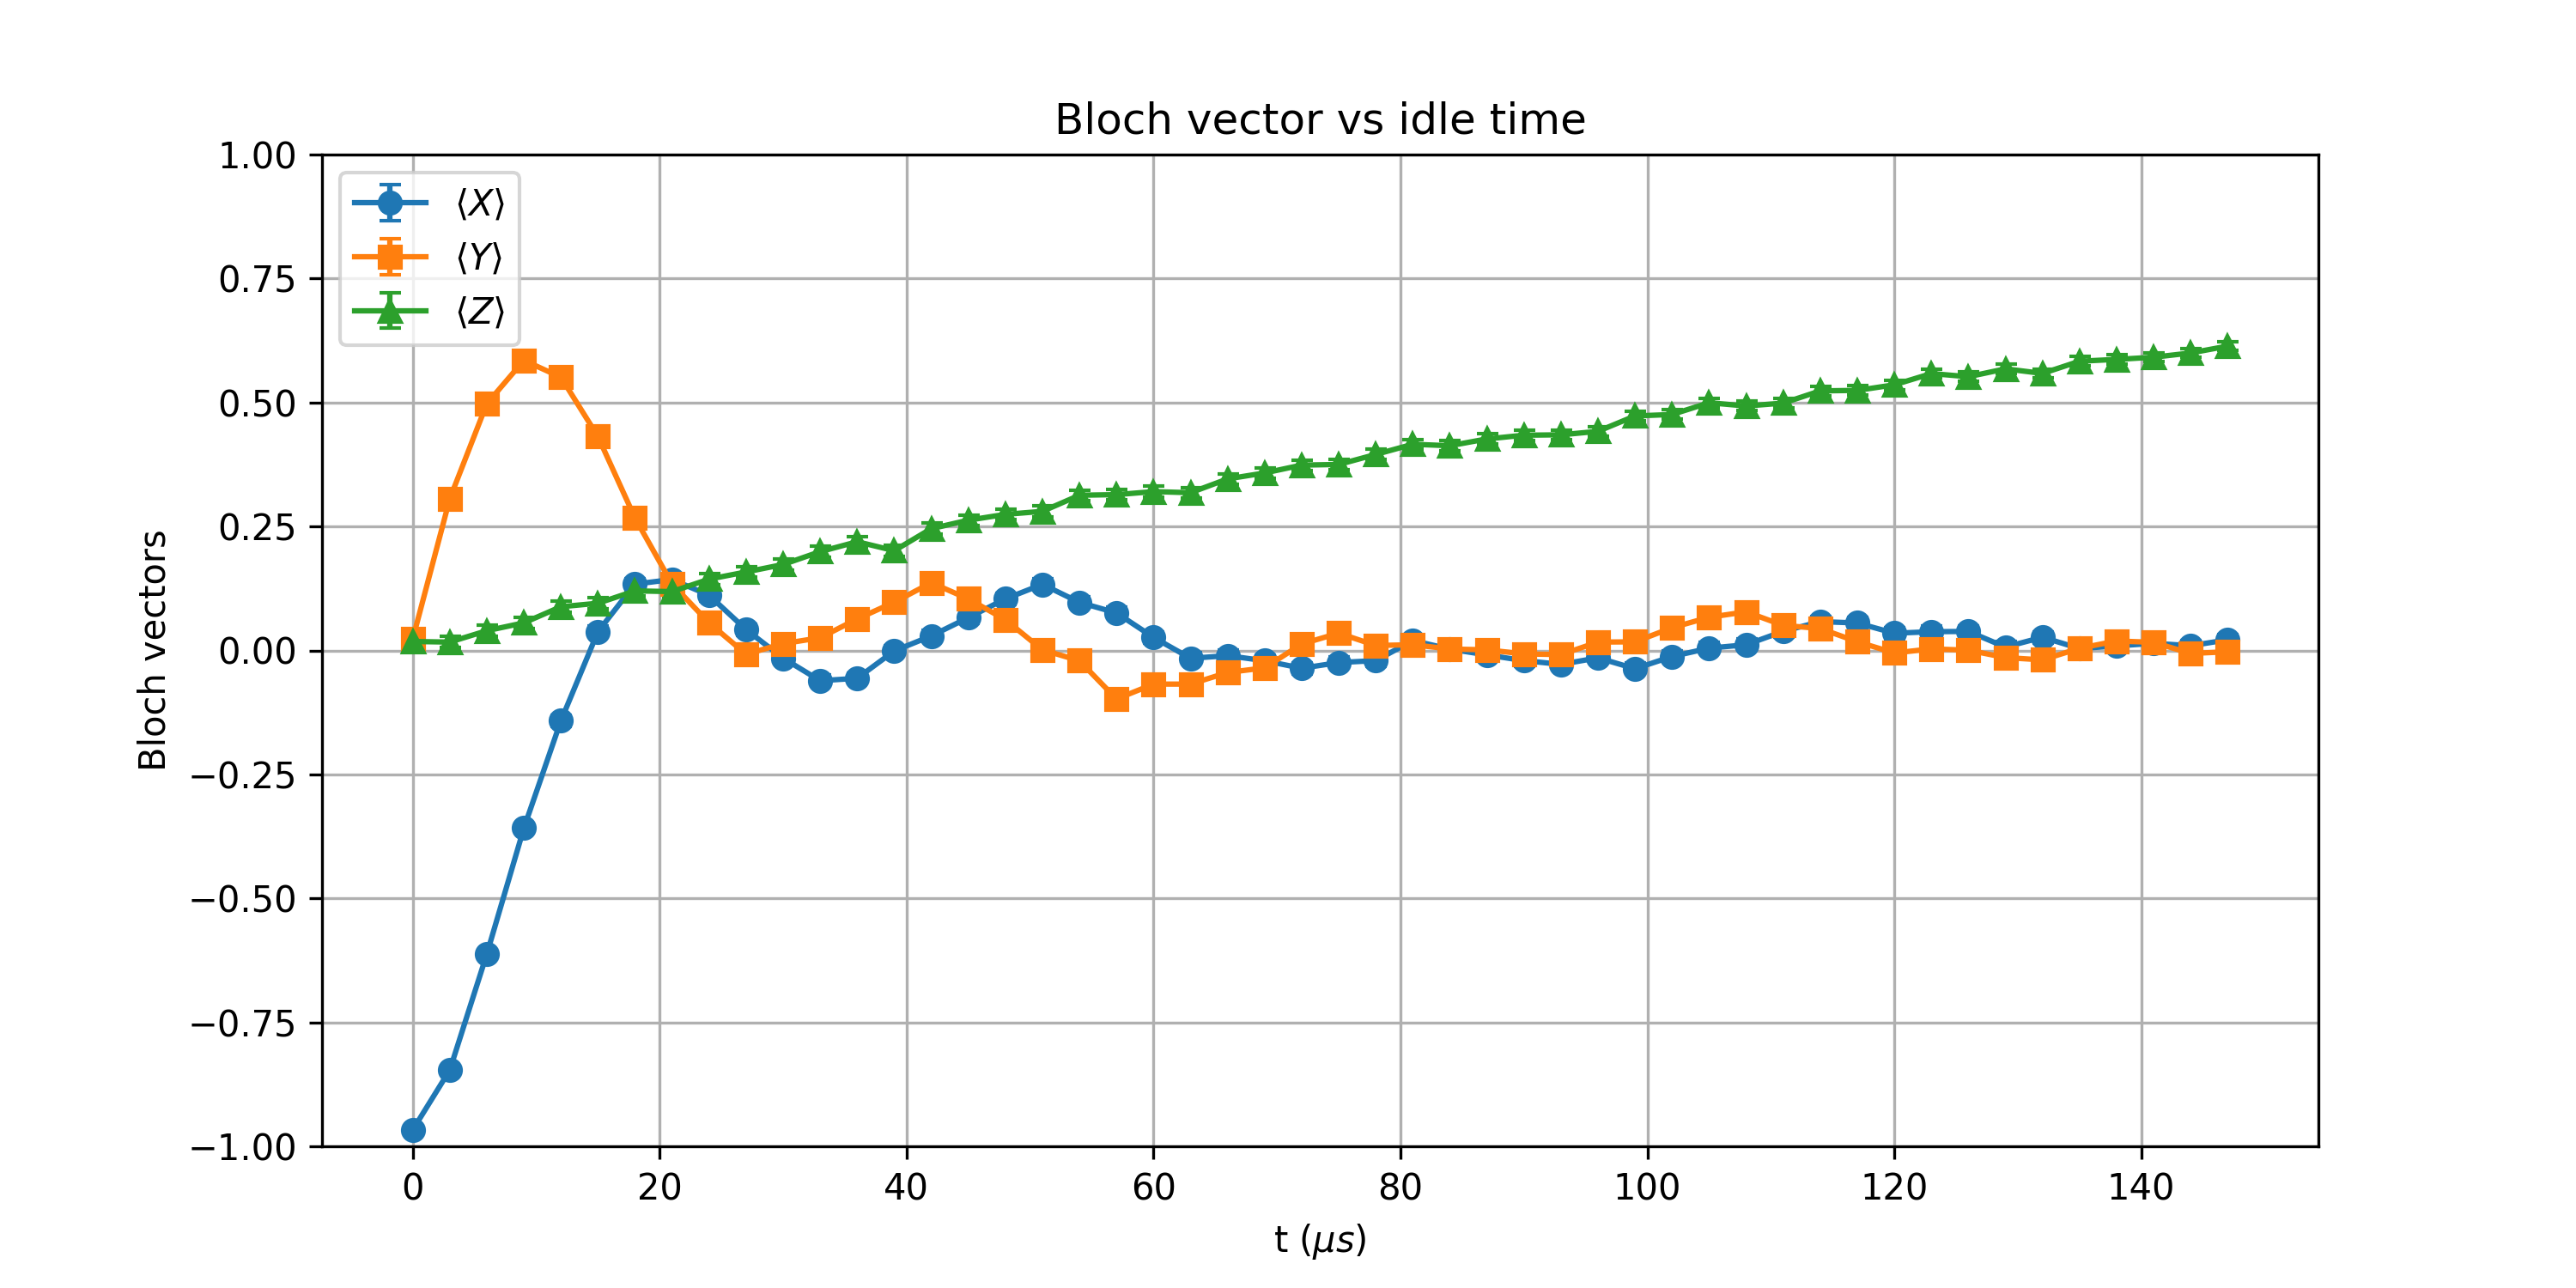 Bloch vector vs idle time
⟨X⟩
⟨Y⟩
⟨Z⟩
Bloch vectors
1.00
0.75
0.50
0.25
0.00
−0.25
−0.50
−0.75
−1.00
0 20 40 60 80 100 120 140
t (μs)